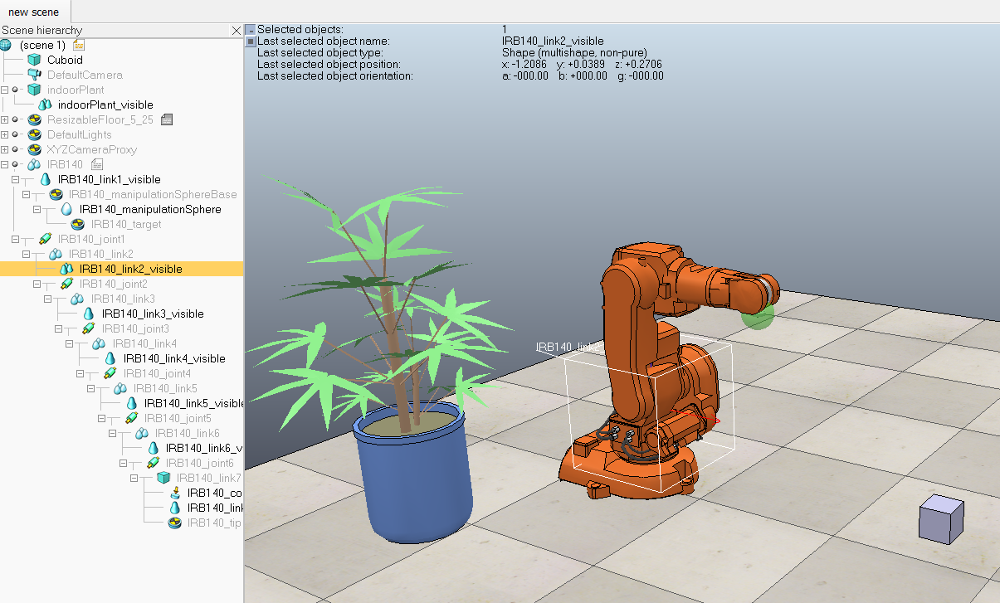 new scene
Scene hierarchy
(scene 1)
Cuboid
DefaultCamera
indoorPlant
indoorPlant_visible
ResizableFloor_5_25
DefaultLights
XYZCameraProxy
IRB140
IRB140_link1_visible
IRB140_manipulationSphereBase
IRB140_manipulationSphere
IRB140_target
IRB140_joint1
IRB140_link2
IRB140_link2_visible
IRB140_joint2
IRB140_link3
IRB140_link3_visible
IRB140_joint3
IRB140_link4
IRB140_link4_visible
IRB140_joint4
IRB140_link5
IRB140_link5_visible
IRB140_joint5
IRB140_link6
IRB140_link6_v
IRB140_joint6
IRB140_link7
IRB140_co
IRB140_lin
IRB140_tip
Selected objects: 1
Last selected object name: IRB140_link2_visible
Last selected object type: Shape (multishape, non-pure)
Last selected object position: x: -1.2086 y: +0.0389 z: +0.2706
Last selected object orientation: a: -000.00 b: +000.00 g: -000.00
IRB140_link2